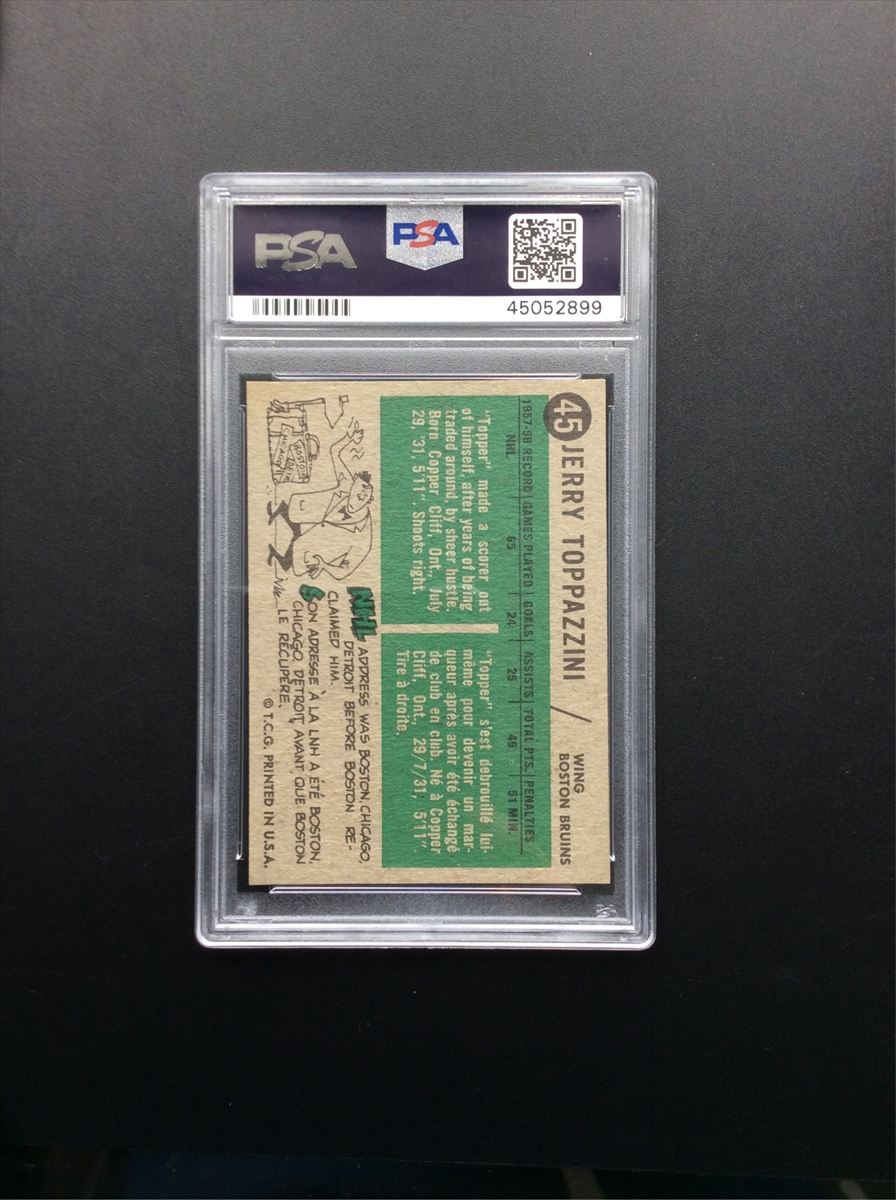 PSA
PSA
45052899
45 JERRY TOPPAZZINI / WING
BOSTON BRUINS
1957-58 RECORD GAMES PLAYED GOALS ASSISTS TOTAL PTS. PENALTIES
NHL 65 24 25 49 51 MIN.
"Topper" made a scorer out
of himself, after years of being
traded around, by sheer hustle.
Born Copper Cliff, Ont., July
29, 31, 5'11". Shoots right.
"Topper" s'est debrouillé lui-
même pour devenir un mar-
queur après avoir été échangé
de club en club. Né à Copper
Cliff, Ont., 29/7/31, 5'11".
Tire à droite.
BOSTON
DETR
CHICAGO
NHL ADDRESS WAS BOSTON, CHICAGO,
DETROIT BEFORE BOSTON RE-
CLAIMED HIM.
SON ADRESSE À LA LNH A ÉTÉ BOSTON,
CHICAGO, DETROIT, AVANT QUE BOSTON
LE RÉCUPÈRE.
© T.C.G. PRINTED IN U.S.A.